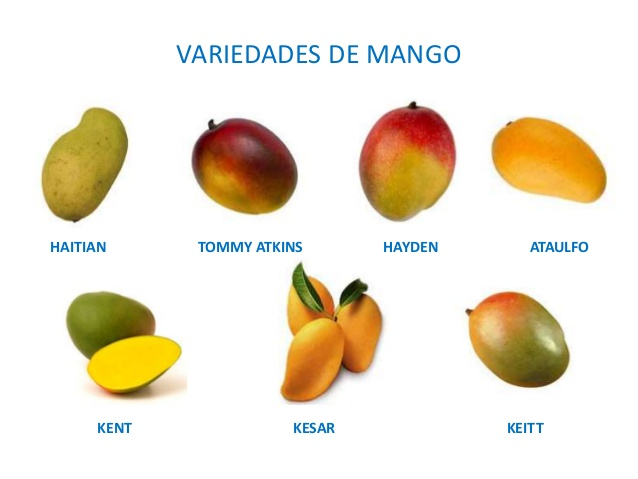 VARIEDADES DE MANGO
HAITIAN
TOMMY ATKINS
HAYDEN
ATAULFO
KENT
KESAR
KEITT